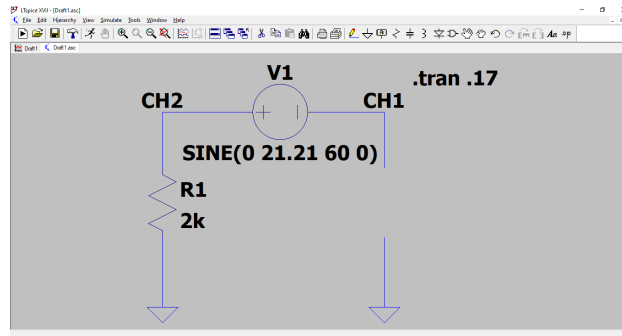 LTspice XVII - [Draft1.asc]
File Edit Hierarchy View Simulate Tools Window Help
Draft1 Draft1.asc
V1
.tran .17
CH2
CH1
SINE(0 21.21 60 0)
R1
2k